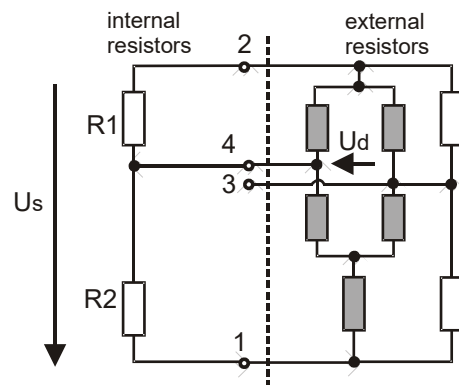 internal
resistors
external
resistors
2
R1
4
Ud
3
Us
R2
1